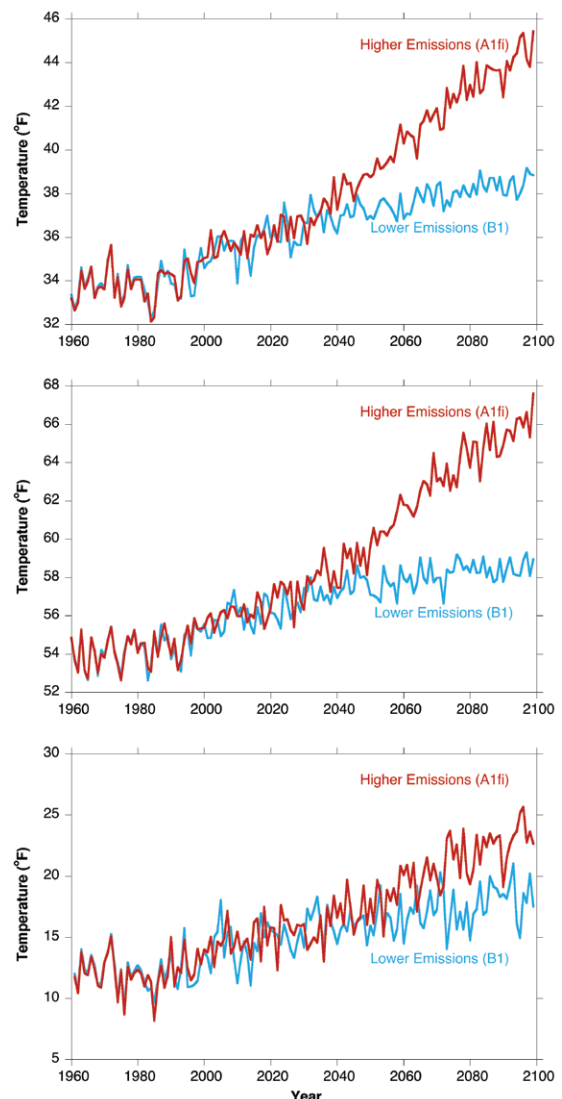 46
44
42
40
38
36
34
32
Temperature (°F)
Higher Emissions (A1fi)
Lower Emissions (B1)
1960 1980 2000 2020 2040 2060 2080 2100
68
66
64
62
60
58
56
54
52
Temperature (°F)
Higher Emissions (A1fi)
Lower Emissions (B1)
1960 1980 2000 2020 2040 2060 2080 2100
30
25
20
15
10
5
Temperature (°F)
Higher Emissions (A1fi)
Lower Emissions (B1)
1960 1980 2000 2020 2040 2060 2080 2100
Year